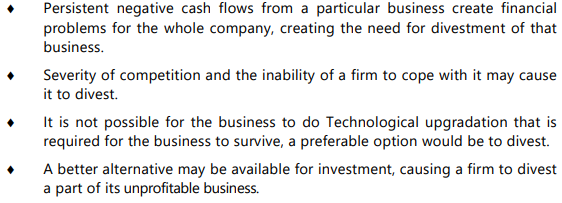 ♦ Persistent negative cash flows from a particular business create financial
problems for the whole company, creating the need for divestment of that
business.
♦ Severity of competition and the inability of a firm to cope with it may cause
it to divest.
♦ It is not possible for the business to do Technological upgradation that is
required for the business to survive, a preferable option would be to divest.
♦ A better alternative may be available for investment, causing a firm to divest
a part of its unprofitable business.